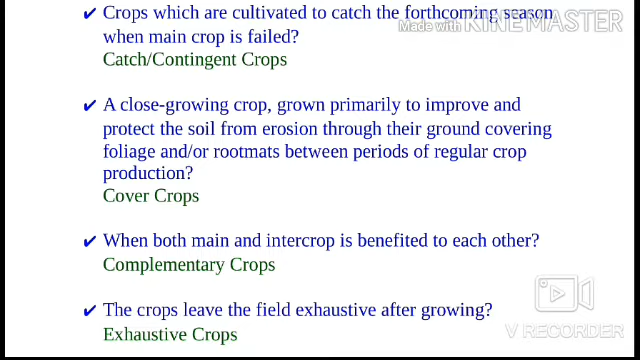 ✔ Crops which are cultivated to catch the forthcoming season
Made with KINEMASTER
when main crop is failed?
Catch/Contingent Crops
✔ A close-growing crop, grown primarily to improve and
protect the soil from erosion through their ground covering
foliage and/or rootmats between periods of regular crop
production?
Cover Crops
✔ When both main and intercrop is benefited to each other?
Complementary Crops
✔ The crops leave the field exhaustive after growing?
Exhaustive Crops
V RECORDER